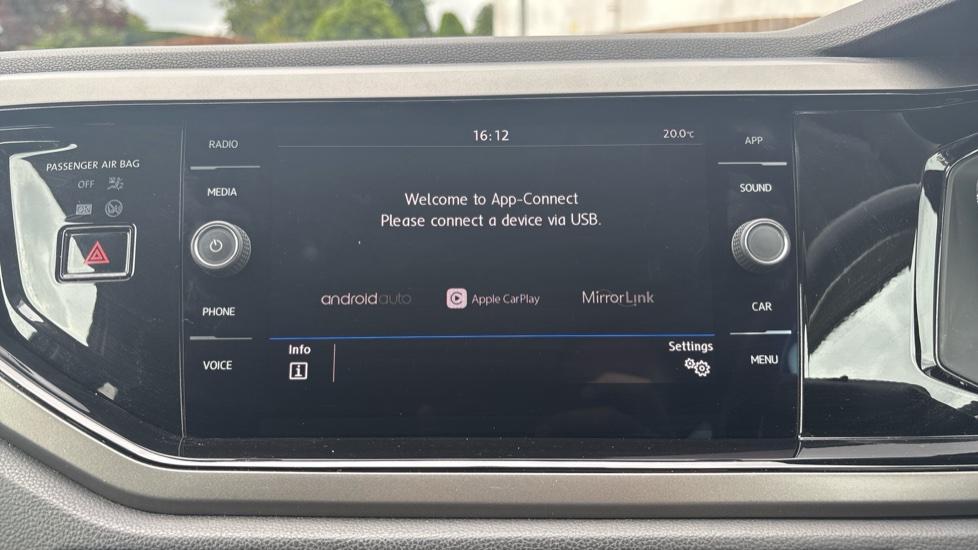 16:12
20.0°C
RADIO
APP
PASSENGER AIR BAG
OFF
MEDIA
SOUND
Welcome to App-Connect
Please connect a device via USB.
androidauto
Apple CarPlay
MirrorLink
PHONE
CAR
Info
Settings
VOICE
MENU